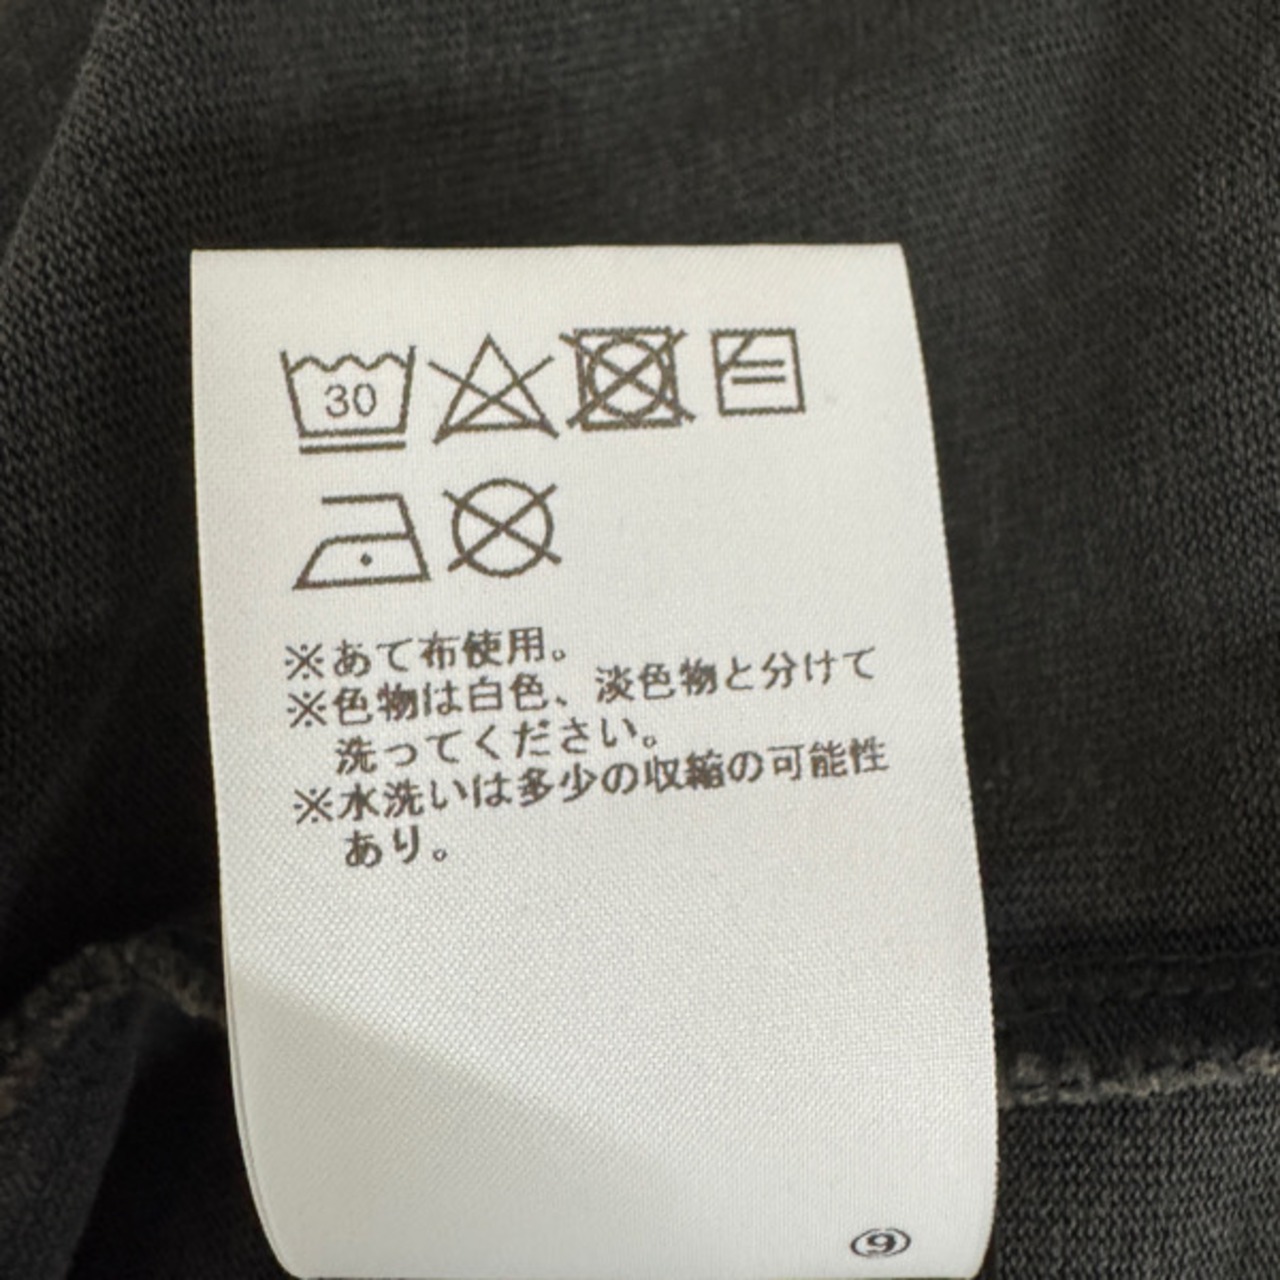 30
※あて布使用。
※色物は白色、淡色物と分けて
洗ってください。
※水洗いは多少の収縮の可能性
あり。
⑨